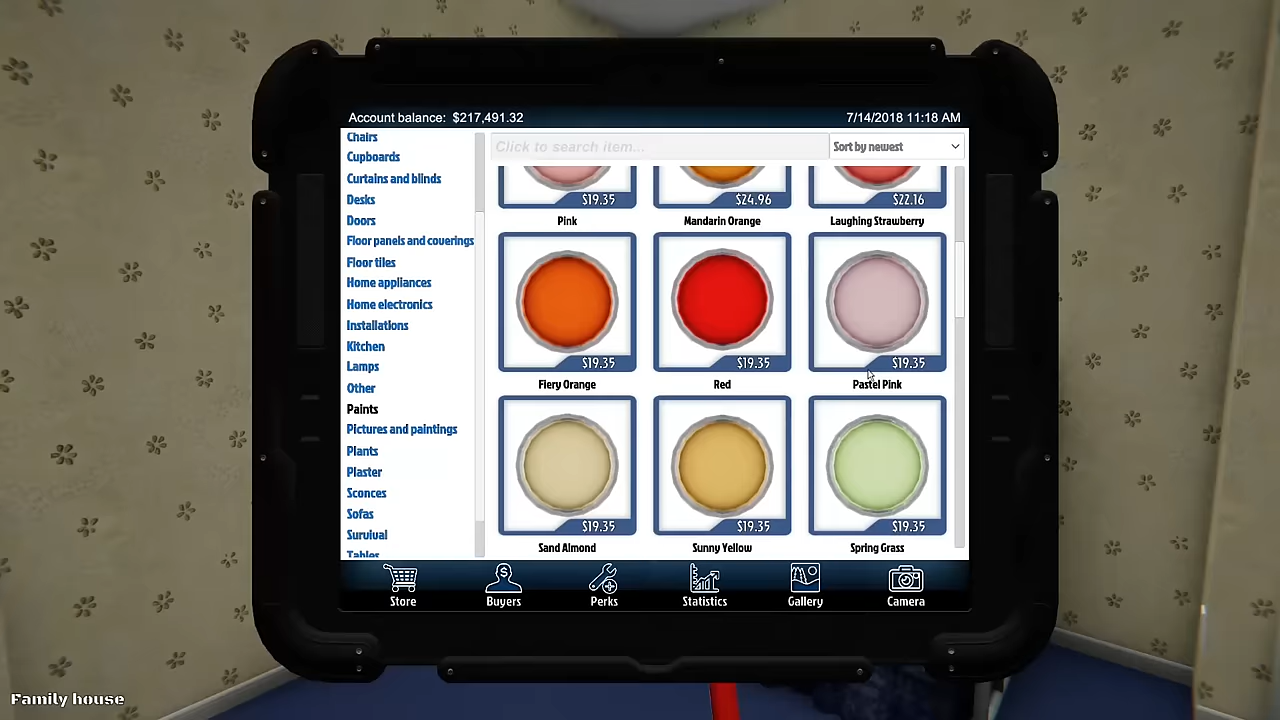 Account balance: $217,491.32
7/14/2018 11:18 AM
Chairs
Cupboards
Curtains and blinds
Desks
Doors
Floor panels and coverings
Floor tiles
Home appliances
Home electronics
Installations
Kitchen
Lamps
Other
Paints
Pictures and paintings
Plants
Plaster
Sconces
Sofas
Survival
Tables
Click to search item...
Sort by newest
$19.35
$24.96
$22.16
Pink
Mandarin Orange
Laughing Strawberry
$19.35
$19.35
$19.35
Fiery Orange
Red
Pastel Pink
$19.35
$19.35
$19.35
Sand Almond
Sunny Yellow
Spring Grass
Store
Buyers
Perks
Statistics
Gallery
Camera
Family house